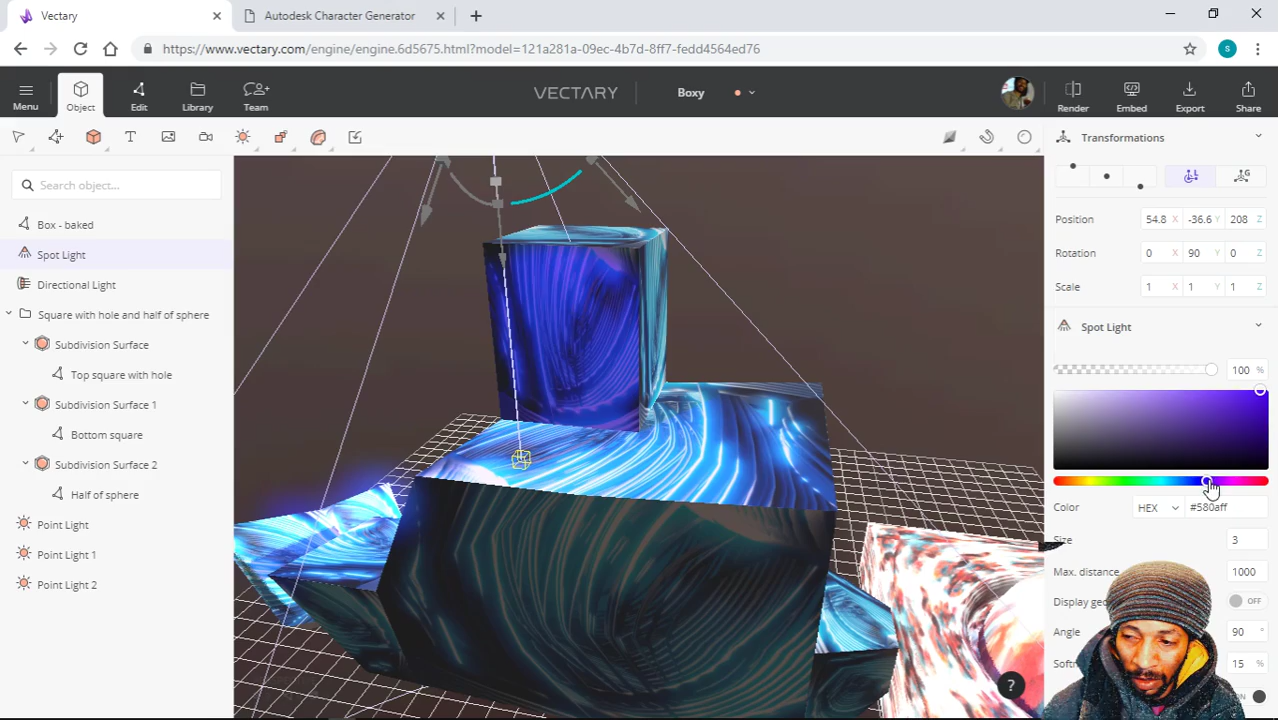 Vectary
Autodesk Character Generator
https://www.vectary.com/engine/engine.6d5675.html?model=121a281a-09ec-4b7d-8ff7-fedd4564ed76
S
Menu
Object
Edit
Library
Team
VECTARY
Boxy
Render
Embed
Export
Share
T
Search object...
Box - baked
Spot Light
Directional Light
Square with hole and half of sphere
Subdivision Surface
Top square with hole
Subdivision Surface 1
Bottom square
Subdivision Surface 2
Half of sphere
Point Light
Point Light 1
Point Light 2
Transformations
L
G
Position 54.8 X -36.6 Y 208 Z
Rotation 0 X 90 Y 0 Z
Scale 1 X 1 Y 1 Z
Spot Light
100 %
Color HEX #580aff
Size 3
Max. distance 1000
Display geo OFF
Angle 90 °
Soft 15 %
?